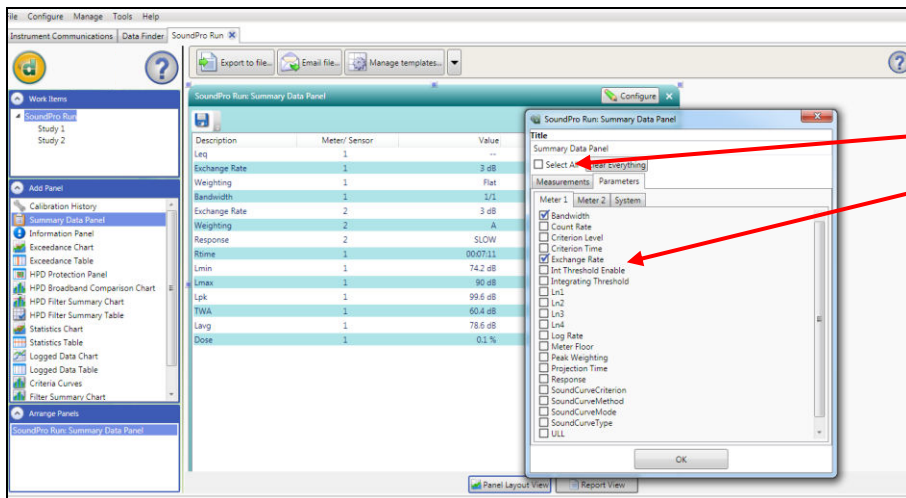 ile Configure Manage Tools Help
Instrument Communications Data Finder SoundPro Run
d ?
Export to file... Email file... Manage templates... ?
Work Items
SoundPro Run
Study 1
Study 2
Add Panel
Calibration History
Summary Data Panel
Information Panel
Exceedance Chart
Exceedance Table
HPD Protection Panel
HPD Broadband Comparison Chart
HPD Filter Summary Chart
HPD Filter Summary Table
Statistics Chart
Statistics Table
Logged Data Chart
Logged Data Table
Criteria Curves
Filter Summary Chart
Arrange Panels
SoundPro Run: Summary Data Panel
SoundPro Run: Summary Data Panel Configure
Description Meter/ Sensor Value
Leq 1 --
Exchange Rate 1 3 dB
Weighting 1 Flat
Bandwidth 1 1/1
Exchange Rate 2 3 dB
Weighting 2 A
Response 2 SLOW
Rtime 1 00:07:11
Lmin 1 74.2 dB
Lmax 1 90 dB
Lpk 1 99.6 dB
TWA 1 60.4 dB
Lavg 1 78.6 dB
Dose 1 0.1 %
SoundPro Run: Summary Data Panel
Title
Summary Data Panel
Select A ear Everything
Measurements Parameters
Meter 1 Meter 2 System
Bandwidth
Count Rate
Criterion Level
Criterion Time
Exchange Rate
Int Threshold Enable
Integrating Threshold
Ln1
Ln2
Ln3
Ln4
Log Rate
Meter Floor
Peak Weighting
Projection Time
Response
SoundCurveCriterion
SoundCurveMethod
SoundCurveMode
SoundCurveType
ULL
OK
Panel Layout View Report View